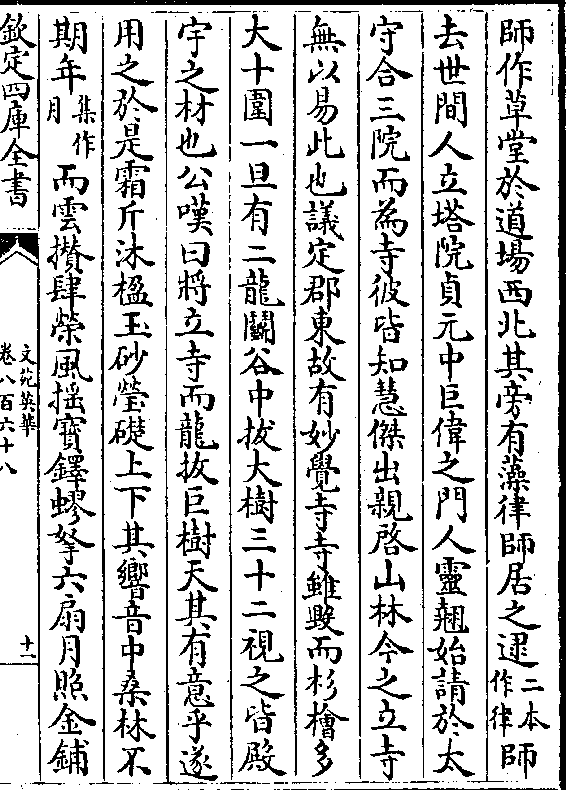 師作草堂於道場西北其旁有藻律師居之逮二本作律師
去世間人立塔院貞元中巨偉之門人靈翹始請於太
守合三院而為寺彼皆知慧傑出親啓山林今之立寺
無以易此也議定郡東故有妙覺寺寺雖毀而杉檜多
大十圍一旦有二龍鬭谷中拔大樹三十二視之皆殿
宇之材也公嘆曰將立寺而龍拔巨樹天其有意乎遂
用之於是霜斤沐楹玉砂瑩礎上下其響音中桑林不
期年集作月而雲攅肆榮風揺寳鐸蟉拏六扇月照金鋪
欽定四庫全書
文苑英華
卷八百六十八
十一